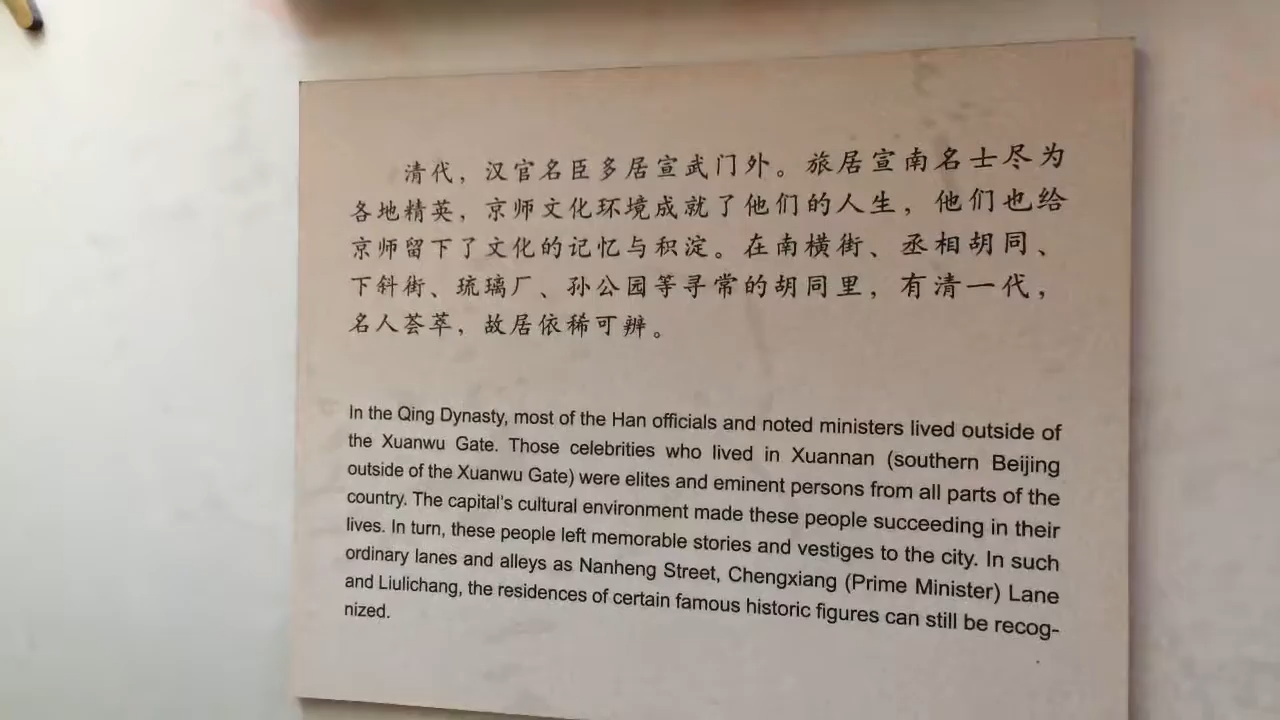 清代，汉官名臣多居宣武门外。旅居宣南名士尽为
各地精英，京师文化环境成就了他们的人生，他们也给
京师留下了文化的记忆与积淀。在南横街、丞相胡同、
下斜街、琉璃厂、孙公园等寻常的胡同里，有清一代，
名人荟萃，故居依稀可辨。
In the Qing Dynasty, most of the Han officials and noted ministers lived outside of
the Xuanwu Gate. Those celebrities who lived in Xuannan (southern Beijing
outside of the Xuanwu Gate) were elites and eminent persons from all parts of the
country. The capital's cultural environment made these people succeeding in their
lives. In turn, these people left memorable stories and vestiges to the city. In such
ordinary lanes and alleys as Nanheng Street, Chengxiang (Prime Minister) Lane
and Liulichang, the residences of certain famous historic figures can still be recog-
nized.